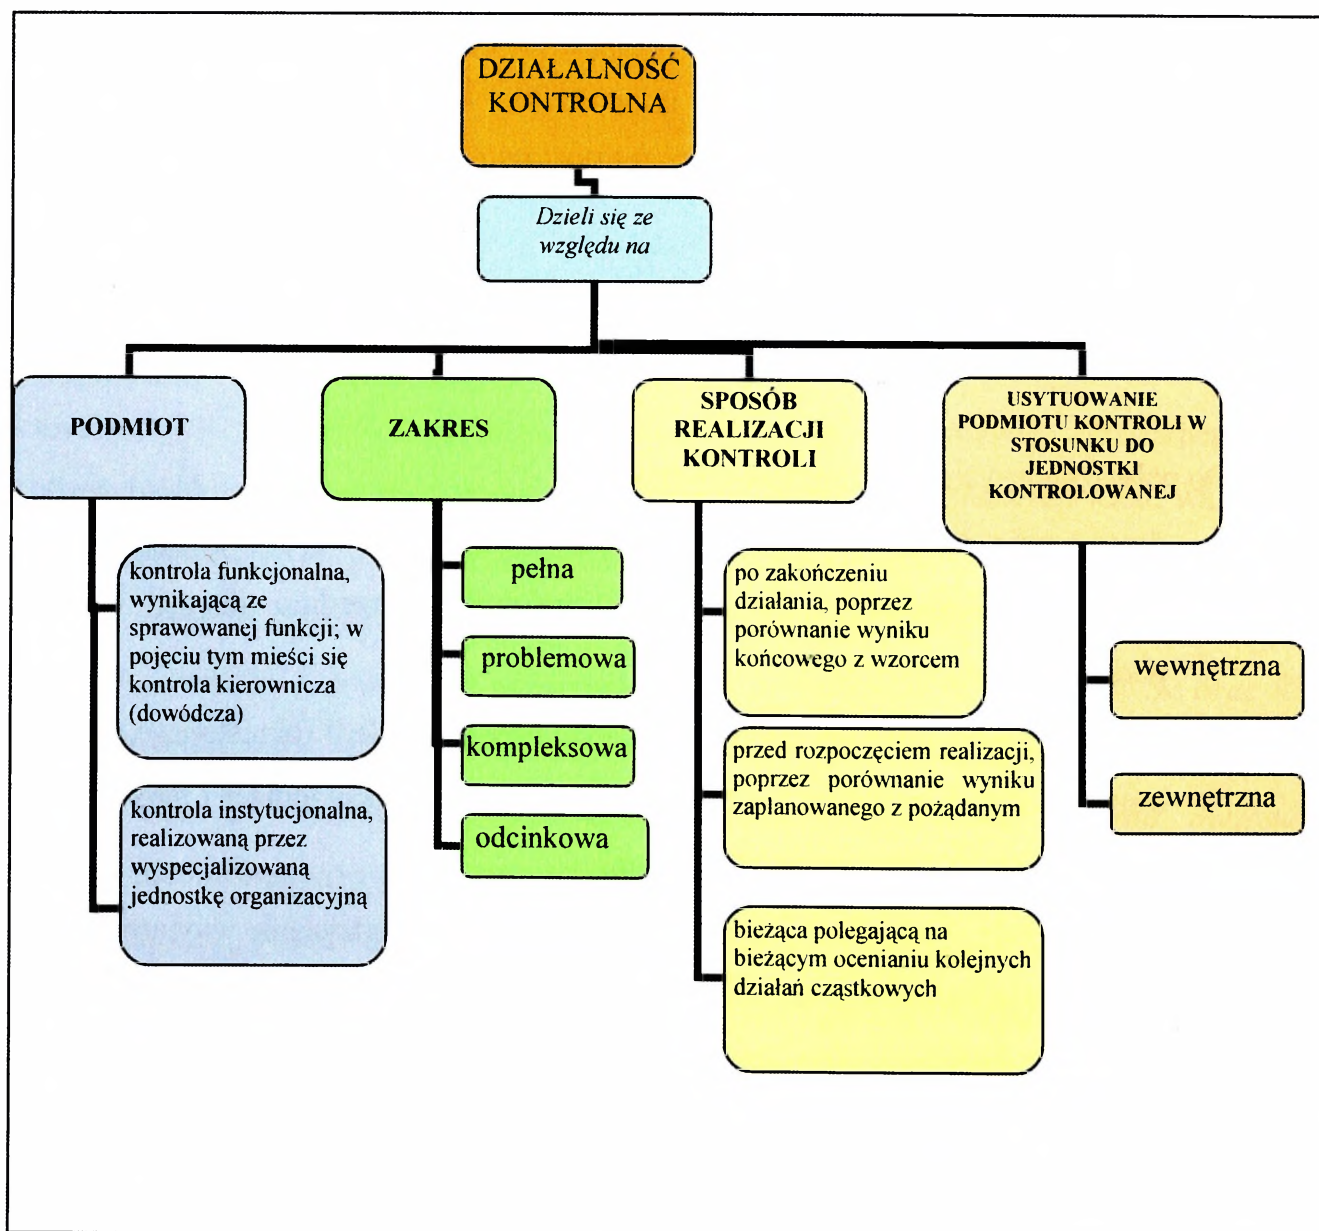 DZIAŁALNOŚĆ
KONTROLNA
Dzieli się ze
względu na
PODMIOT
kontrola funkcjonalna,
wynikającą ze
sprawowanej funkcji; w
pojęciu tym mieści się
kontrola kierownicza
(dowódcza)
kontrola instytucjonalna,
realizowaną przez
wyspecjalizowaną
jednostkę organizacyjną
ZAKRES
pełna
problemowa
kompleksowa
odcinkowa
SPOSÓB
REALIZACJI
KONTROLI
po zakończeniu
działania, poprzez
porównanie wyniku
końcowego z wzorcem
przed rozpoczęciem realizacji,
poprzez porównanie wyniku
zaplanowanego z pożądanym
bieżąca polegającą na
bieżącym ocenianiu kolejnych
działań cząstkowych
USYTUOWANIE
PODMIOTU KONTROLI W
STOSUNKU DO
JEDNOSTKI
KONTROLOWANEJ
wewnętrzna
zewnętrzna